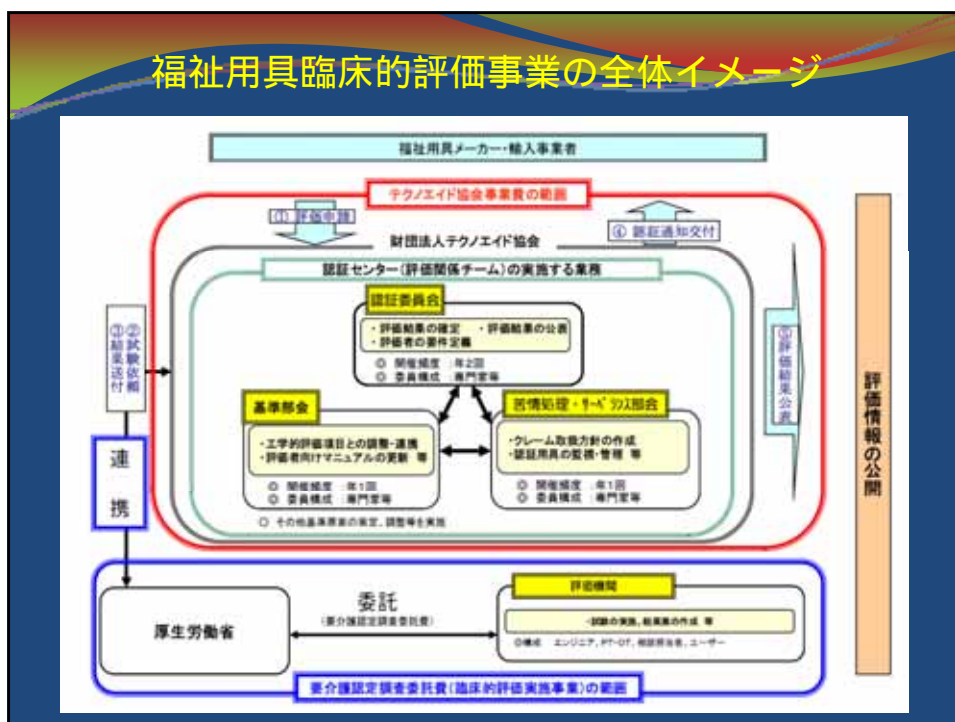 福祉用具臨床的評価事業の全体イメージ
福祉用具メーカー・輸入事業者
テクノエイド協会事業費の範囲
① 評価申請
④ 認証通知交付
財団法人テクノエイド協会
認証センター(評価関係チーム)の実施する業務
認証委員会
・評価結果の確定 ・評価結果の公表
・評価者の要件定義
◎ 開催頻度 :年2回
◎ 委員構成 :専門官等
②試験依頼
③結果送付
⑤評価結果公表
評価情報の公開
基準部会
・工学的評価項目との調整・連携
・評価者向けマニュアルの更新 等
◎ 開催頻度 :年1回
◎ 委員構成 :専門官等
◎ その他基準原案の策定、調整等を実施
苦情処理・サーベランス部会
・クレーム取扱方針の作成
・認証用具の監視・管理 等
◎ 開催頻度 :年1回
◎ 委員構成 :専門官等
連携
厚生労働省
委託
(要介護認定調査委託費)
評価機関
・試験の実施、結果票の作成 等
◎構成 エンジニア、PT・OT、相談担当者、ユーザー
要介護認定調査委託費(臨床的評価実施事業)の範囲